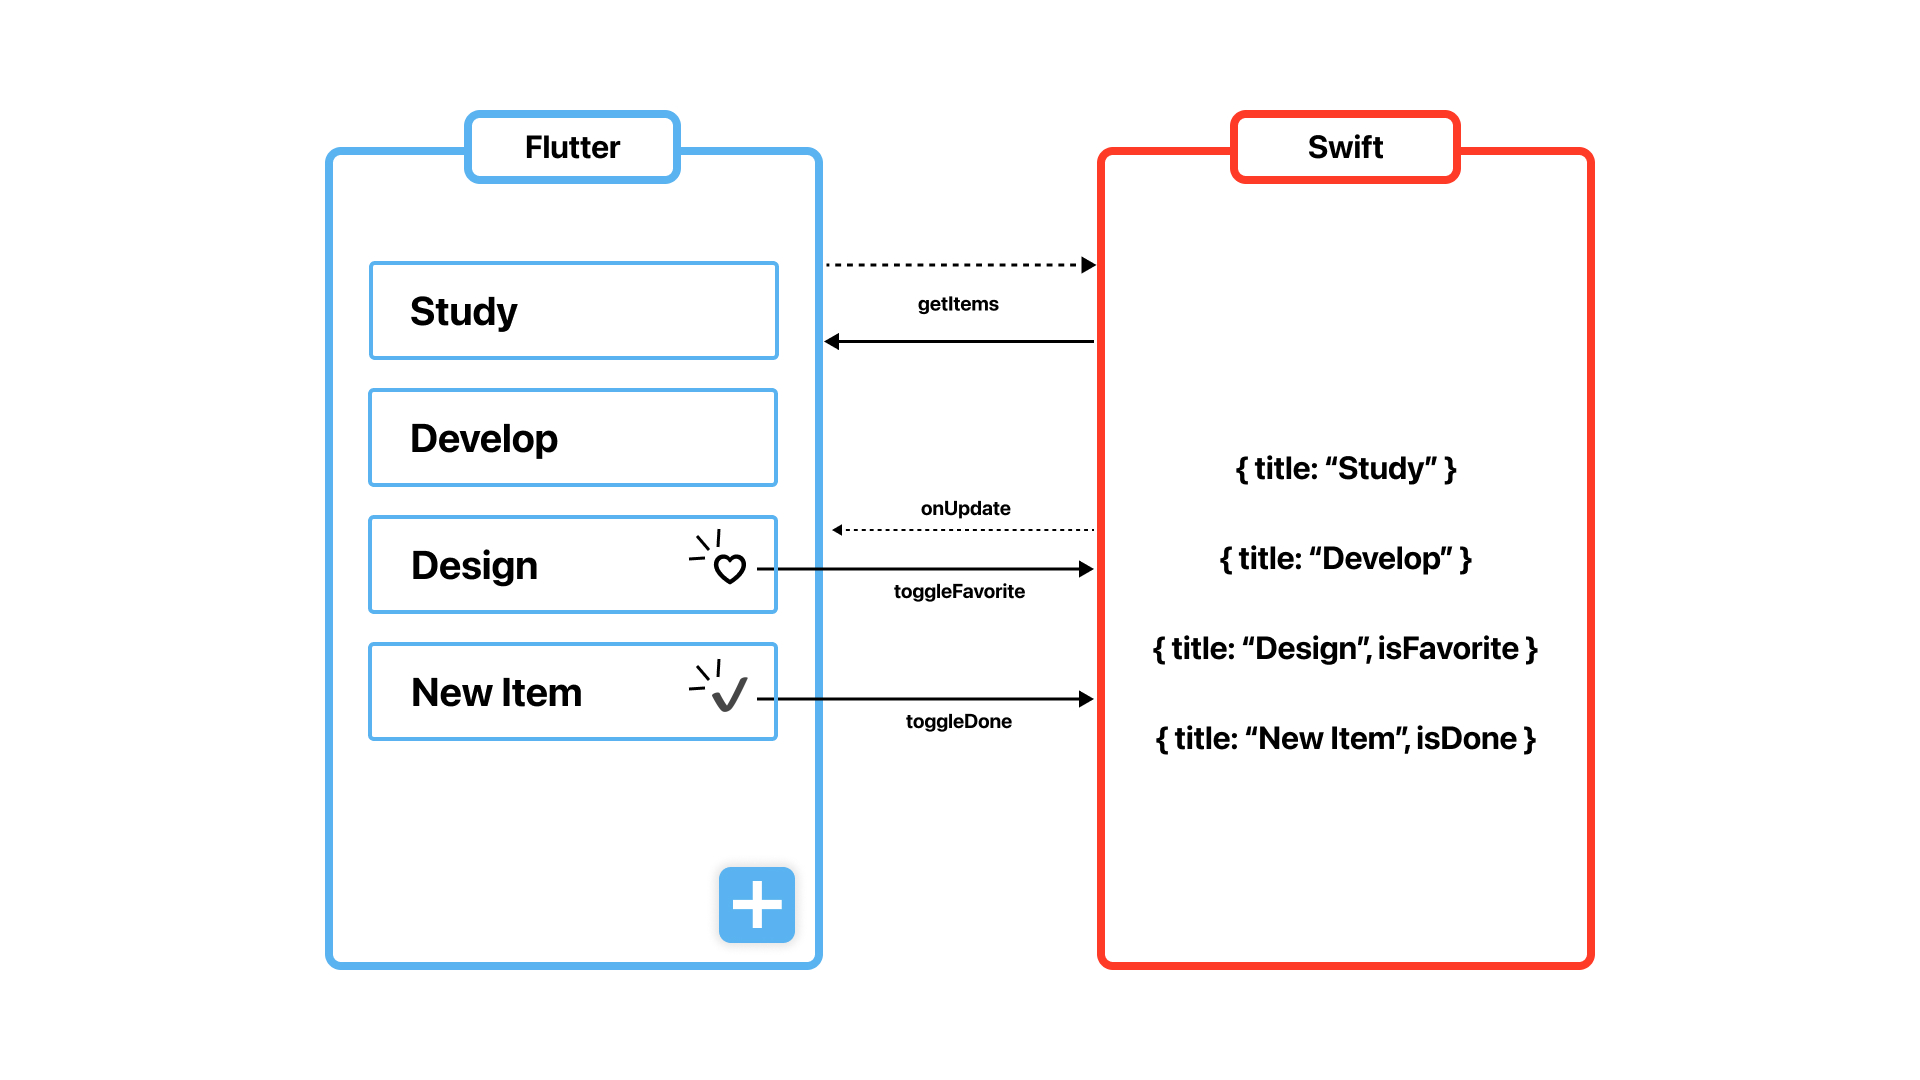 Flutter
Study
Develop
Design
New Item
getItems
onUpdate
toggleFavorite
toggleDone
Swift
{ title: “Study” }
{ title: “Develop” }
{ title: “Design”, isFavorite }
{ title: “New Item”, isDone }